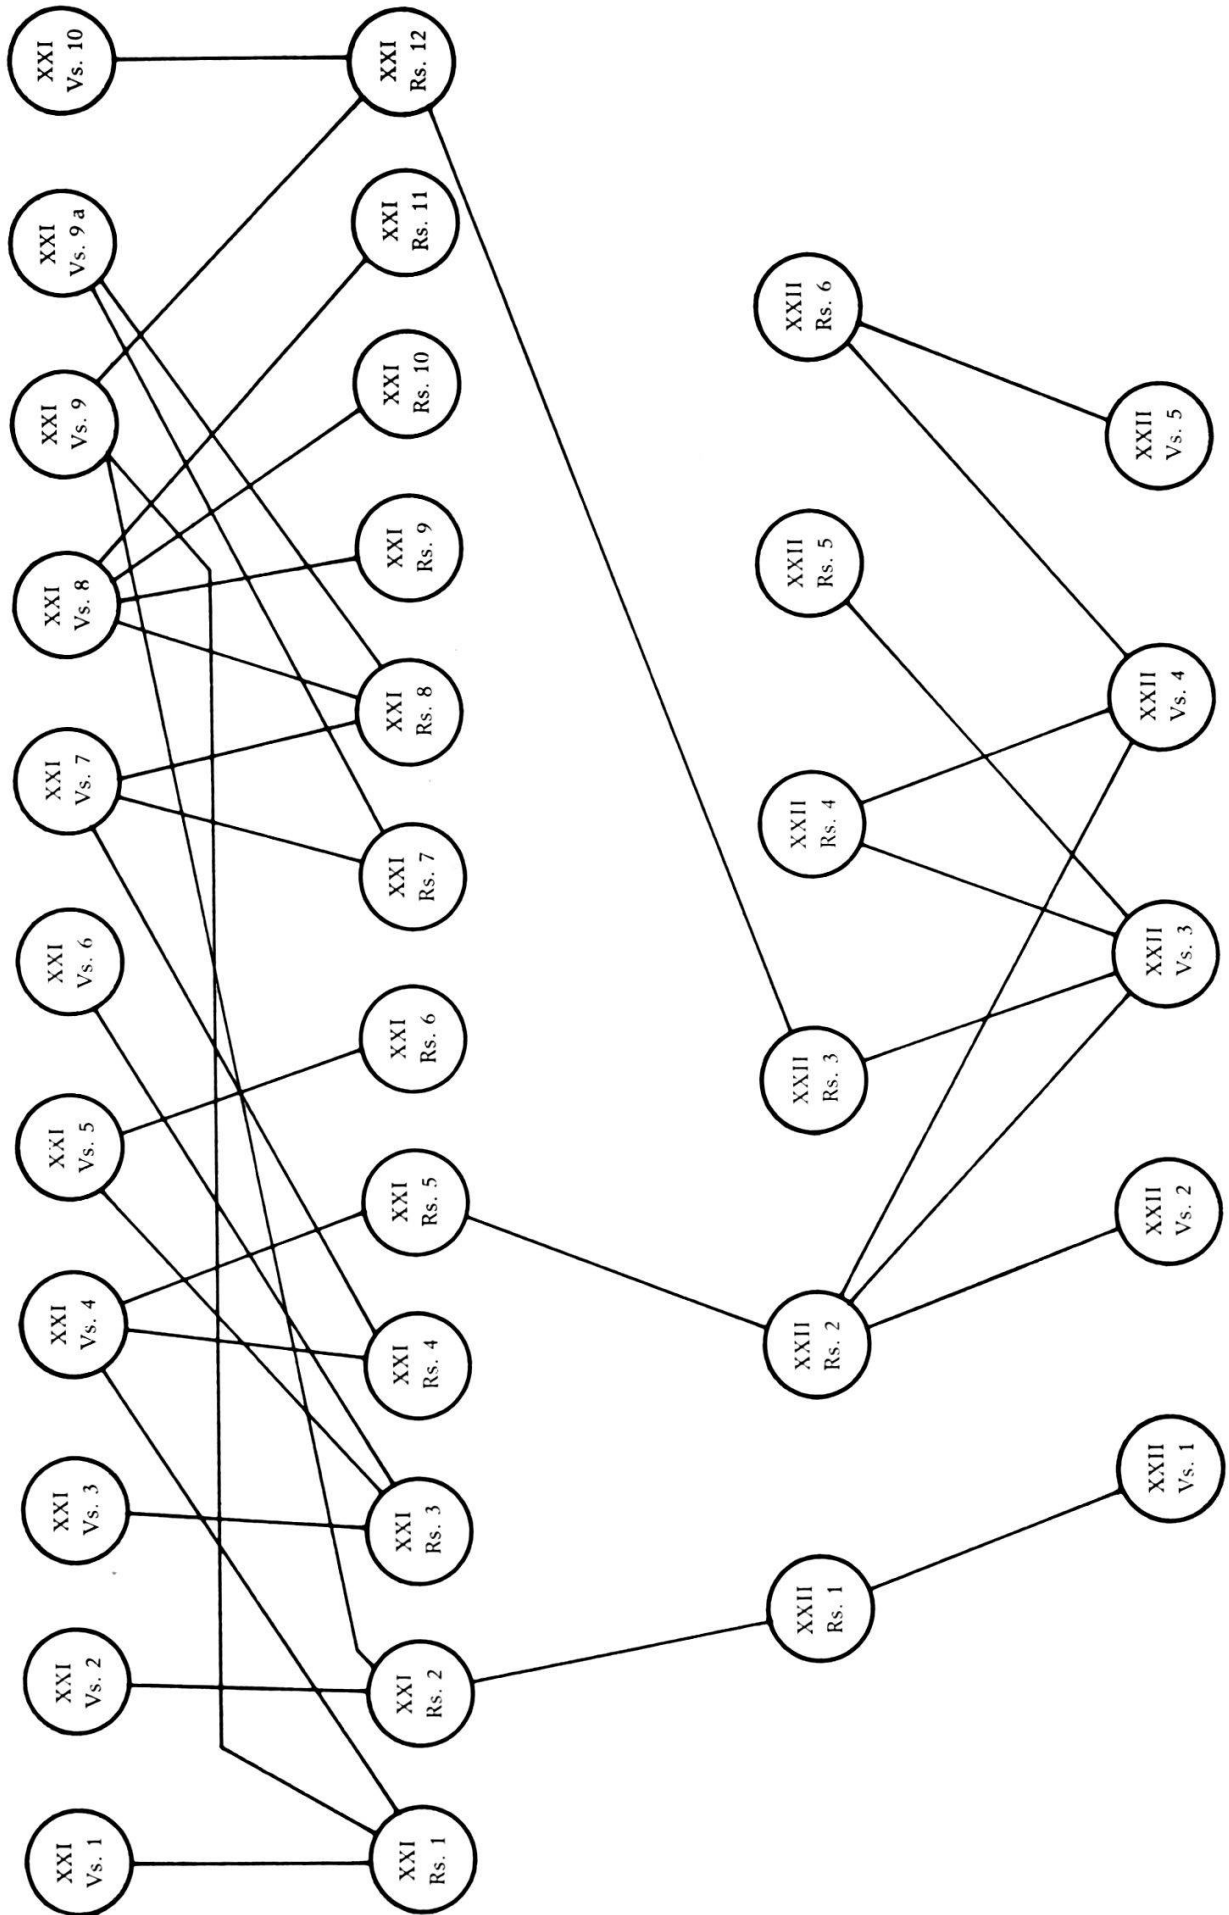 XXI
Vs. 1
XXI
Vs. 2
XXI
Vs. 3
XXI
Vs. 4
XXI
Vs. 5
XXI
Vs. 6
XXI
Vs. 7
XXI
Vs. 8
XXI
Vs. 9
XXI
Vs. 9a
XXI
Vs. 10
XXI
Rs. 1
XXI
Rs. 2
XXI
Rs. 3
XXI
Rs. 4
XXI
Rs. 5
XXI
Rs. 6
XXI
Rs. 7
XXI
Rs. 8
XXI
Rs. 9
XXI
Rs. 10
XXI
Rs. 11
XXI
Rs. 12
XXII
Rs. 1
XXII
Rs. 2
XXII
Rs. 3
XXII
Rs. 4
XXII
Rs. 5
XXII
Rs. 6
XXII
Vs. 1
XXII
Vs. 2
XXII
Vs. 3
XXII
Vs. 4
XXII
Vs. 5